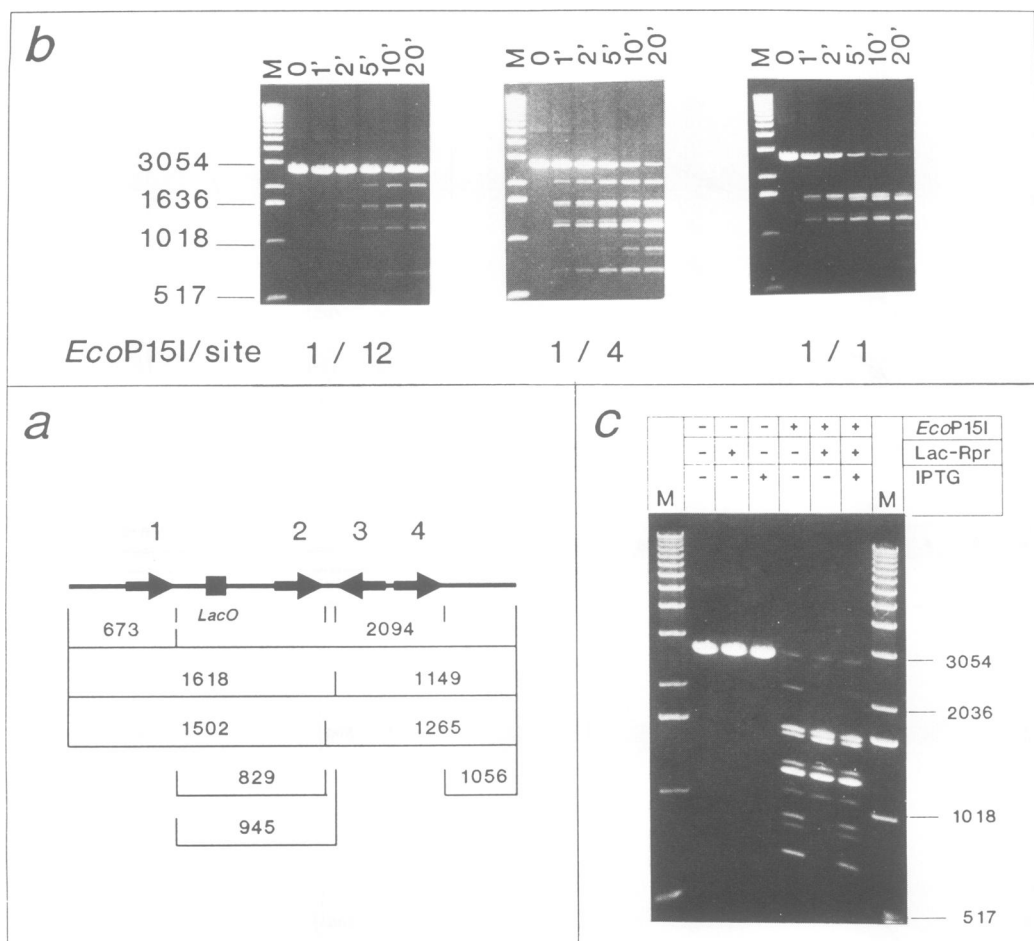 b
M 0 1' 2' 5' 10' 20'
M 0 1' 2' 5' 10' 20'
M 0 1' 2' 5' 10' 20'
3054
1636
1018
517
EcoP15I/site 1 / 12 1 / 4 1 / 1
a
1 2 3 4
LacO
673 2094
1618 1149
1502 1265
829 1056
945
c
- - - + + + EcoP15I
- + - - + + Lac-Rpr
- - + - - + IPTG
M M
3054
2036
1018
517